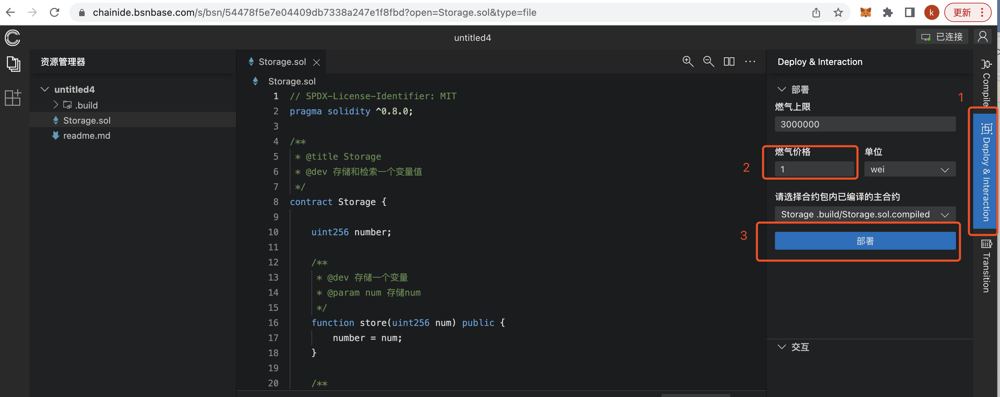 chainide.bsnbase.com/s/bsn/54478f5e7e04409db7338a247e1f8fbd?open=Storage.sol&type=file
k
更新
untitled4
已连接
资源管理器
untitled4
.build
Storage.sol
readme.md
Storage.sol
Storage.sol
1 // SPDX-License-Identifier: MIT
2 pragma solidity ^0.8.0;
3
4 /**
5 * @title Storage
6 * @dev 存储和检索一个变量值
7 */
8 contract Storage {
9
10 uint256 number;
11
12 /**
13 * @dev 存储一个变量
14 * @param num 存储num
15 */
16 function store(uint256 num) public {
17 number = num;
18 }
19
20 /**
Deploy & Interaction
部署
1
燃气上限
3000000
燃气价格
单位
2
1
wei
请选择合约包内已编译的主合约
Storage .build/Storage.sol.compiled
3
部署
交互
Compile
Deploy & Interaction
Transition